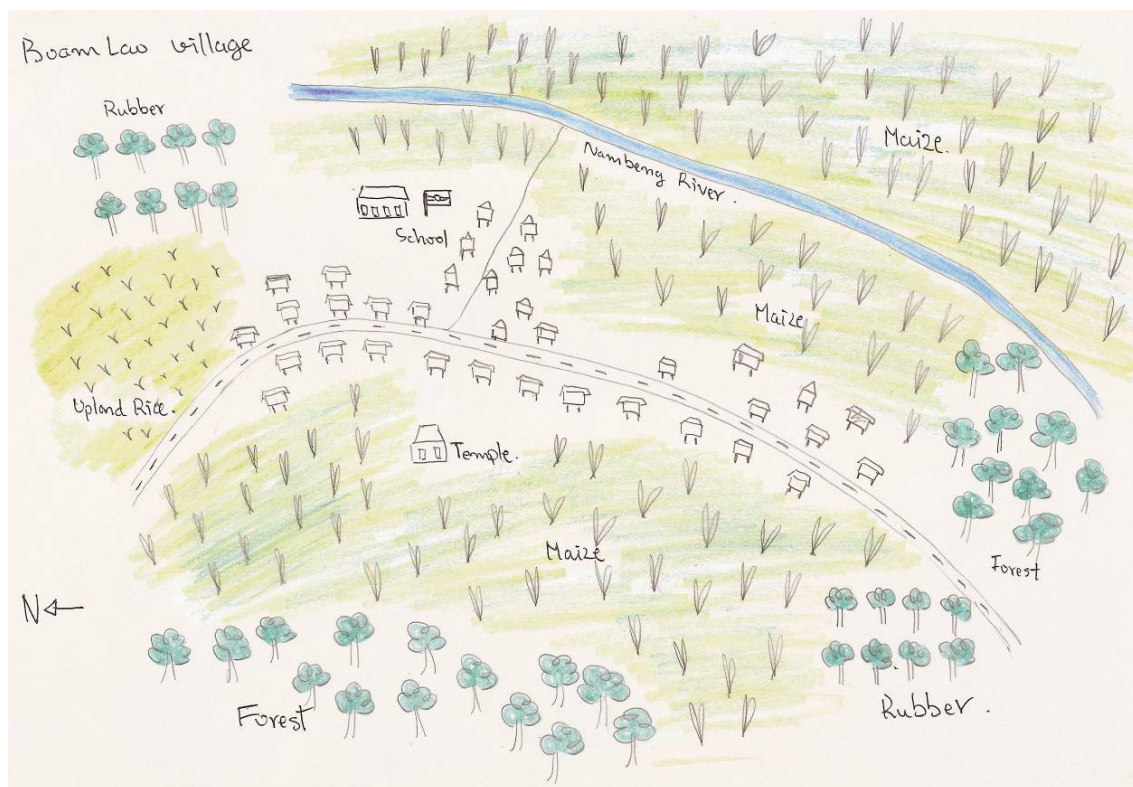 Boam Lao village
Rubber
Maize.
Nambeng River.
School
Maize
Upland Rice.
Temple.
Maize
Forest
N
Forest
Rubber.